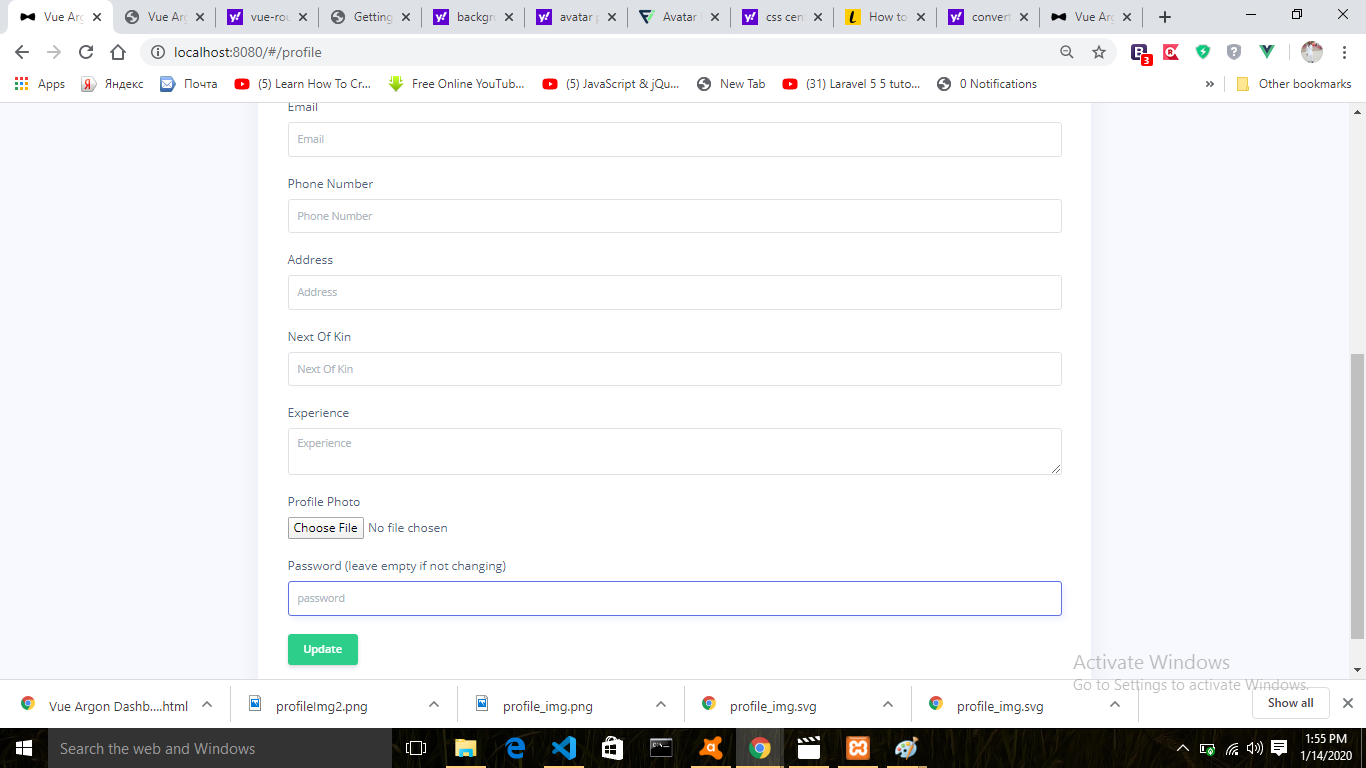 Vue Arg
Vue Arg
vue-rou
Getting
backgro
avatar p
Avatar
css cen
How to
convert
Vue Arg
localhost:8080/#/profile
3
Apps
Яндекс
Почта
(5) Learn How To Cr...
Free Online YouTub...
(5) JavaScript & jQu...
New Tab
(31) Laravel 5 5 tuto...
0 Notifications
»
Other bookmarks
Email
Email
Phone Number
Phone Number
Address
Address
Next Of Kin
Next Of Kin
Experience
Experience
Profile Photo
Choose File No file chosen
Password (leave empty if not changing)
password
Update
Activate Windows
Go to Settings to activate Windows.
Vue Argon Dashb....html
profileImg2.png
profile_img.png
profile_img.svg
profile_img.svg
Show all
Search the web and Windows
1:55 PM
1/14/2020